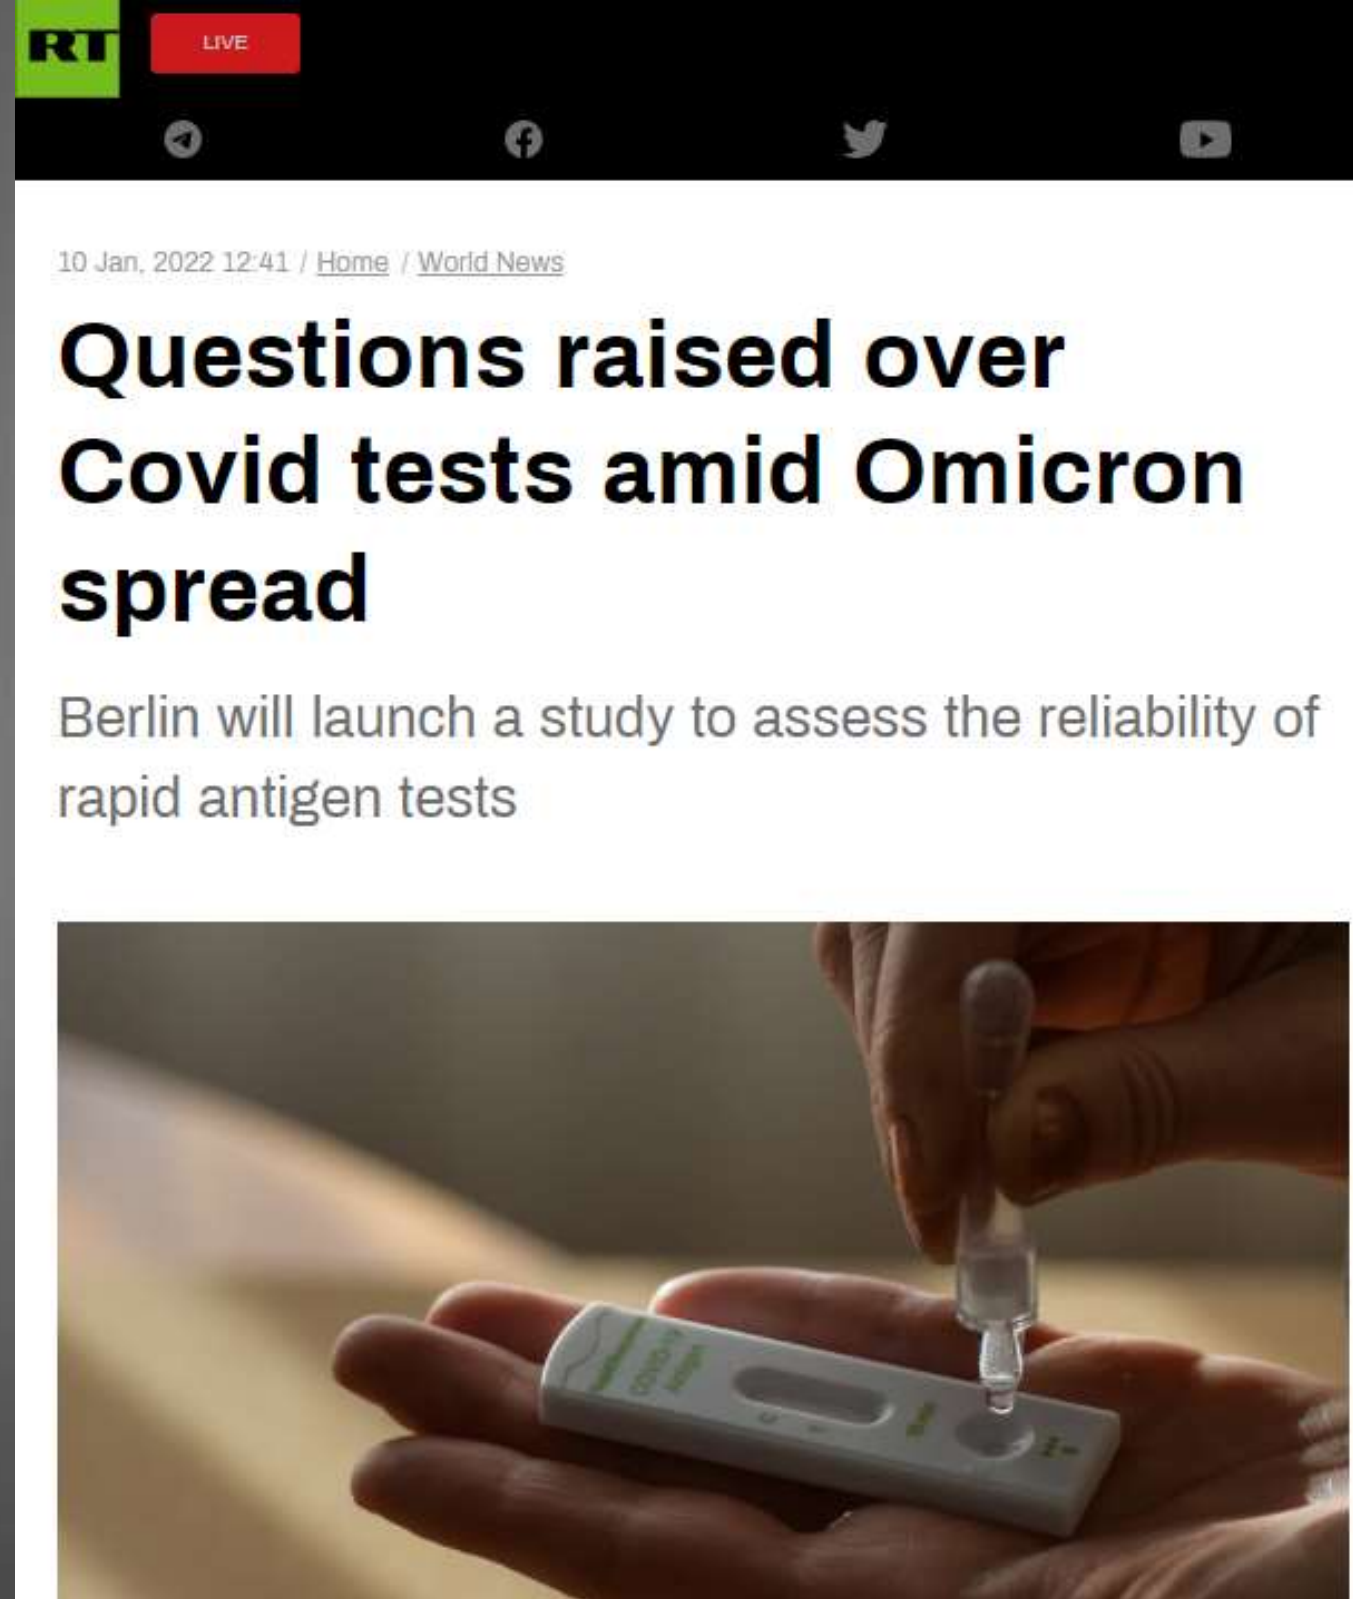 RT
LIVE
10 Jan, 2022 12:41 / Home / World News
Questions raised over
Covid tests amid Omicron
spread
Berlin will launch a study to assess the reliability of
rapid antigen tests
COVID-19
Antigen
C
T